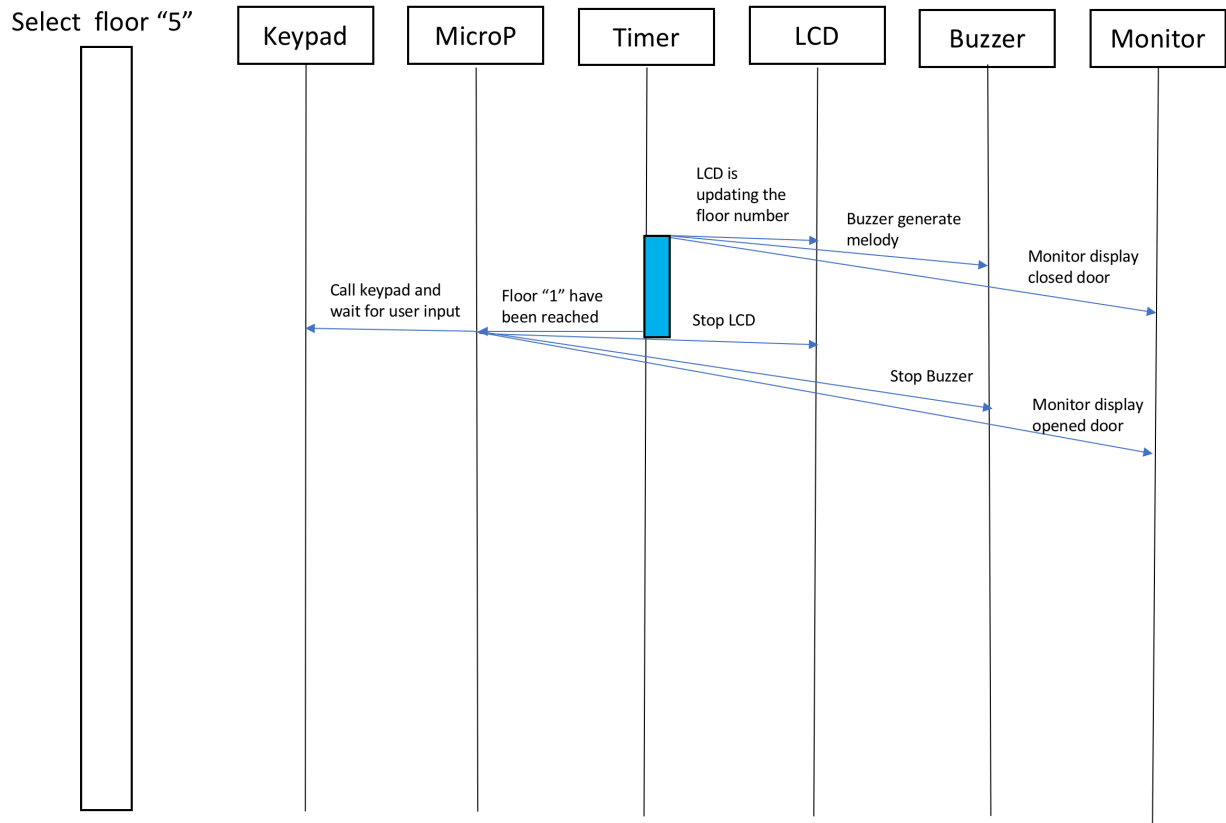 Select floor “5”
Keypad
MicroP
Timer
LCD
Buzzer
Monitor
LCD is
updating the
floor number
Buzzer generate
melody
Monitor display
closed door
Call keypad and
wait for user input
Floor “1” have
been reached
Stop LCD
Stop Buzzer
Monitor display
opened door